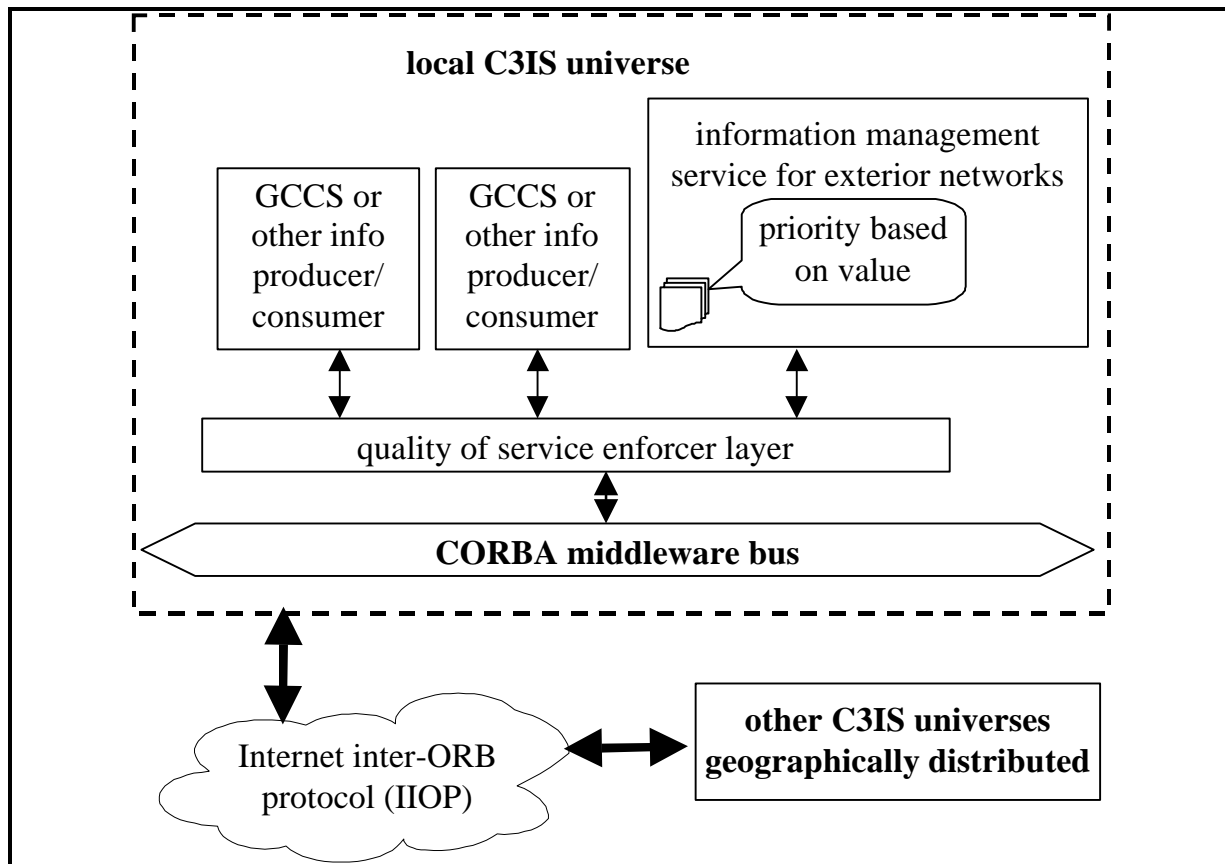 local C3IS universe
GCCS or
other info
producer/
consumer
GCCS or
other info
producer/
consumer
information management
service for exterior networks
priority based
on value
quality of service enforcer layer
CORBA middleware bus
Internet inter-ORB
protocol (IIOP)
other C3IS universes
geographically distributed